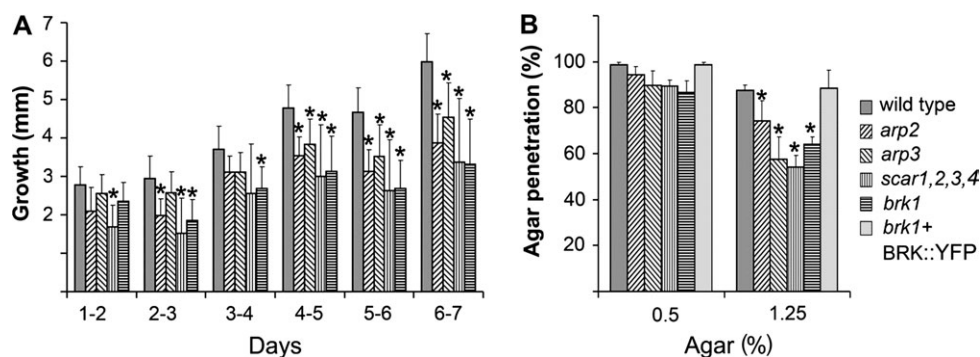 A
Growth (mm)
7
6
5
4
3
2
* * * * * * * * * * * * * * * * * *
1-2 2-3 3-4 4-5 5-6 6-7
Days
B
Agar penetration (%)
100
80
60
40
20
* * * *
0.5 1.25
Agar (%)
wild type
arp2
arp3
scar1,2,3,4
brk1
brk1+
BRK::YFP